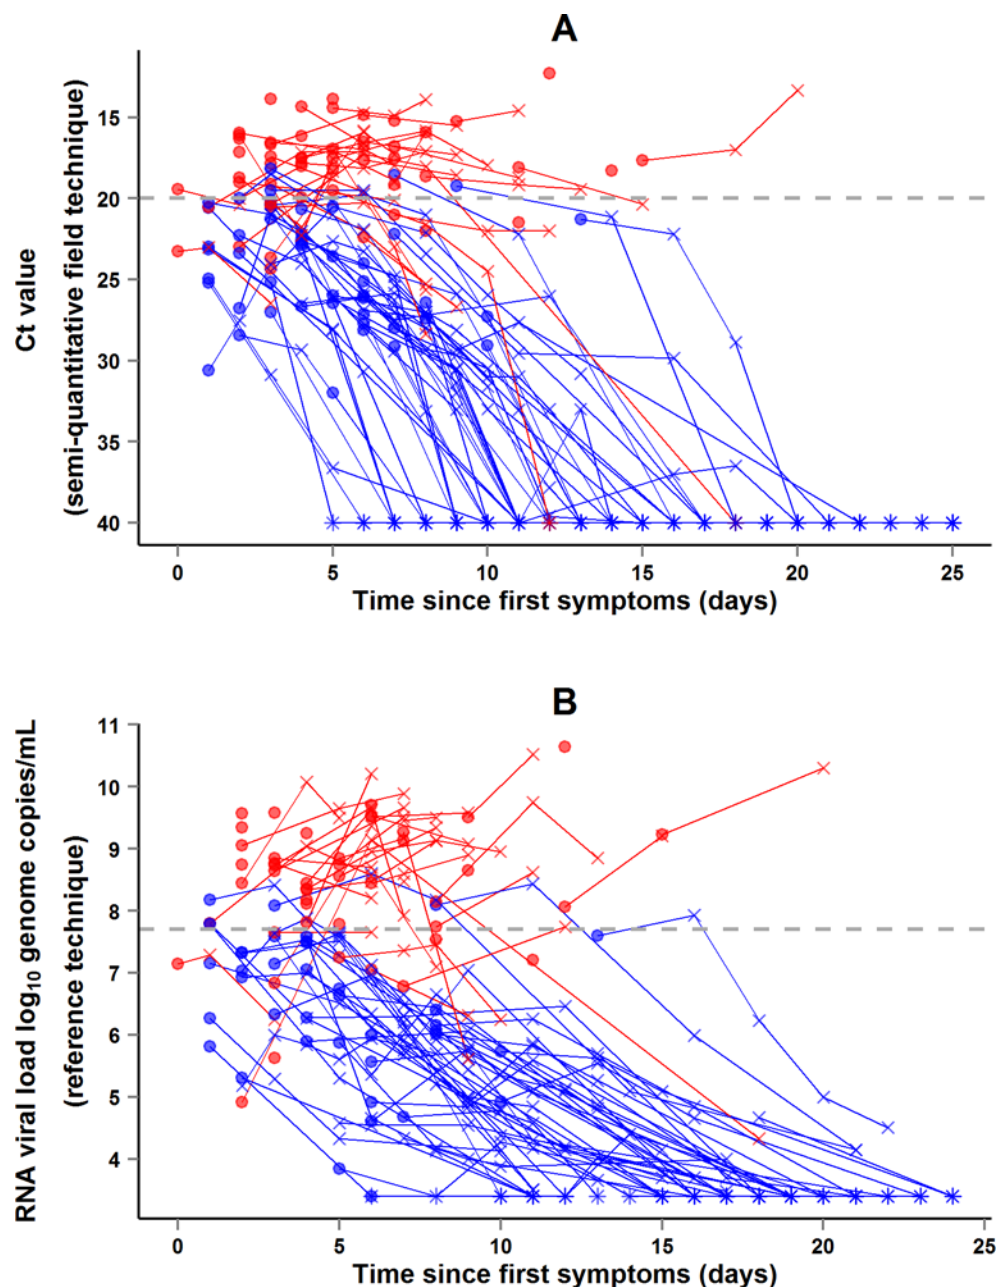 A
Ct value
(semi-quantitative field technique)
15
20
25
30
35
40
0 5 10 15 20 25
Time since first symptoms (days)
B
RNA viral load log10 genome copies/mL
(reference technique)
11
10
9
8
7
6
5
4
0 5 10 15 20 25
Time since first symptoms (days)